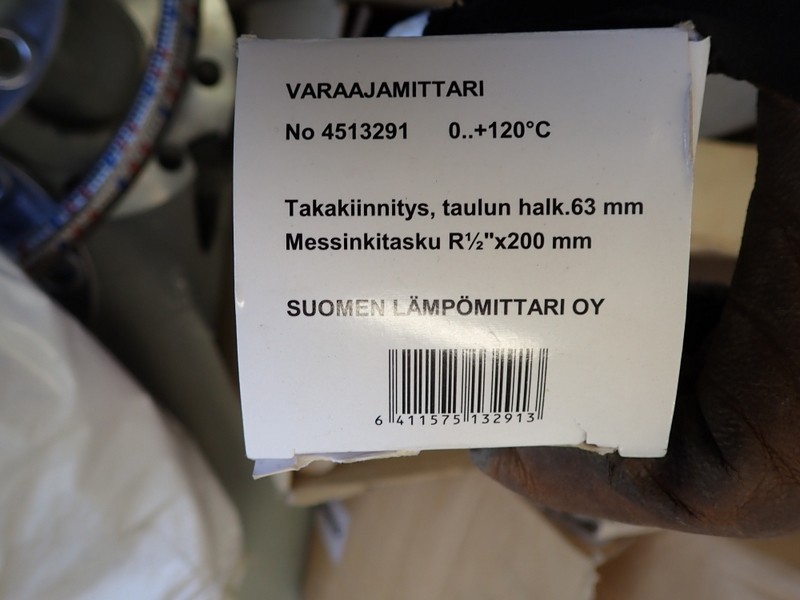 VARAAJAMITTARI
No 4513291 0..+120°C
Takakiinnitys, taulun halk.63 mm
Messinkitasku R½"x200 mm
SUOMEN LÄMPÖMITTARI OY
6 411575 132913